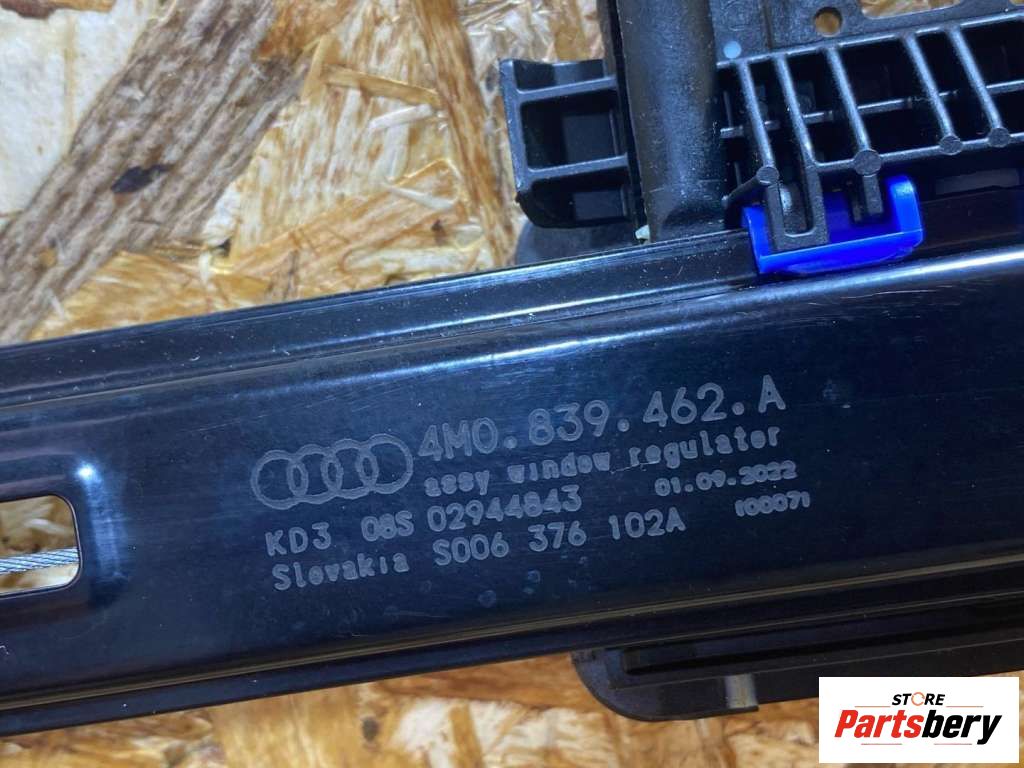 4M0.839.462.A
assy window regulator
KD3 08S 02944843 01.09.2022
Slovakia S006 376 102A 100071
STORE
Partsbery